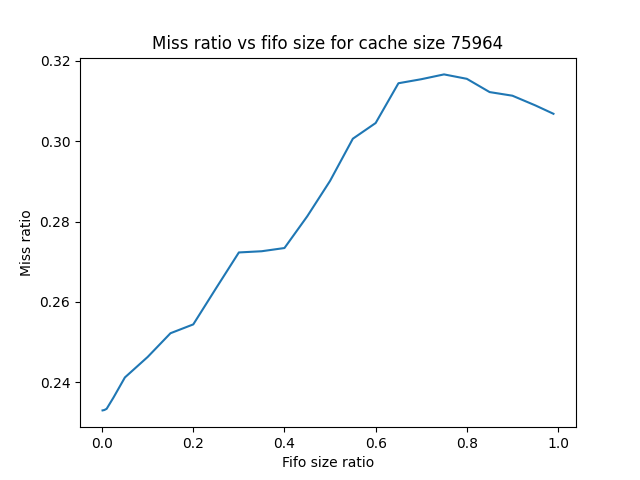 Miss ratio vs fifo size for cache size 75964
0.32
0.30
0.28
0.26
0.24
Miss ratio
0.0 0.2 0.4 0.6 0.8 1.0
Fifo size ratio